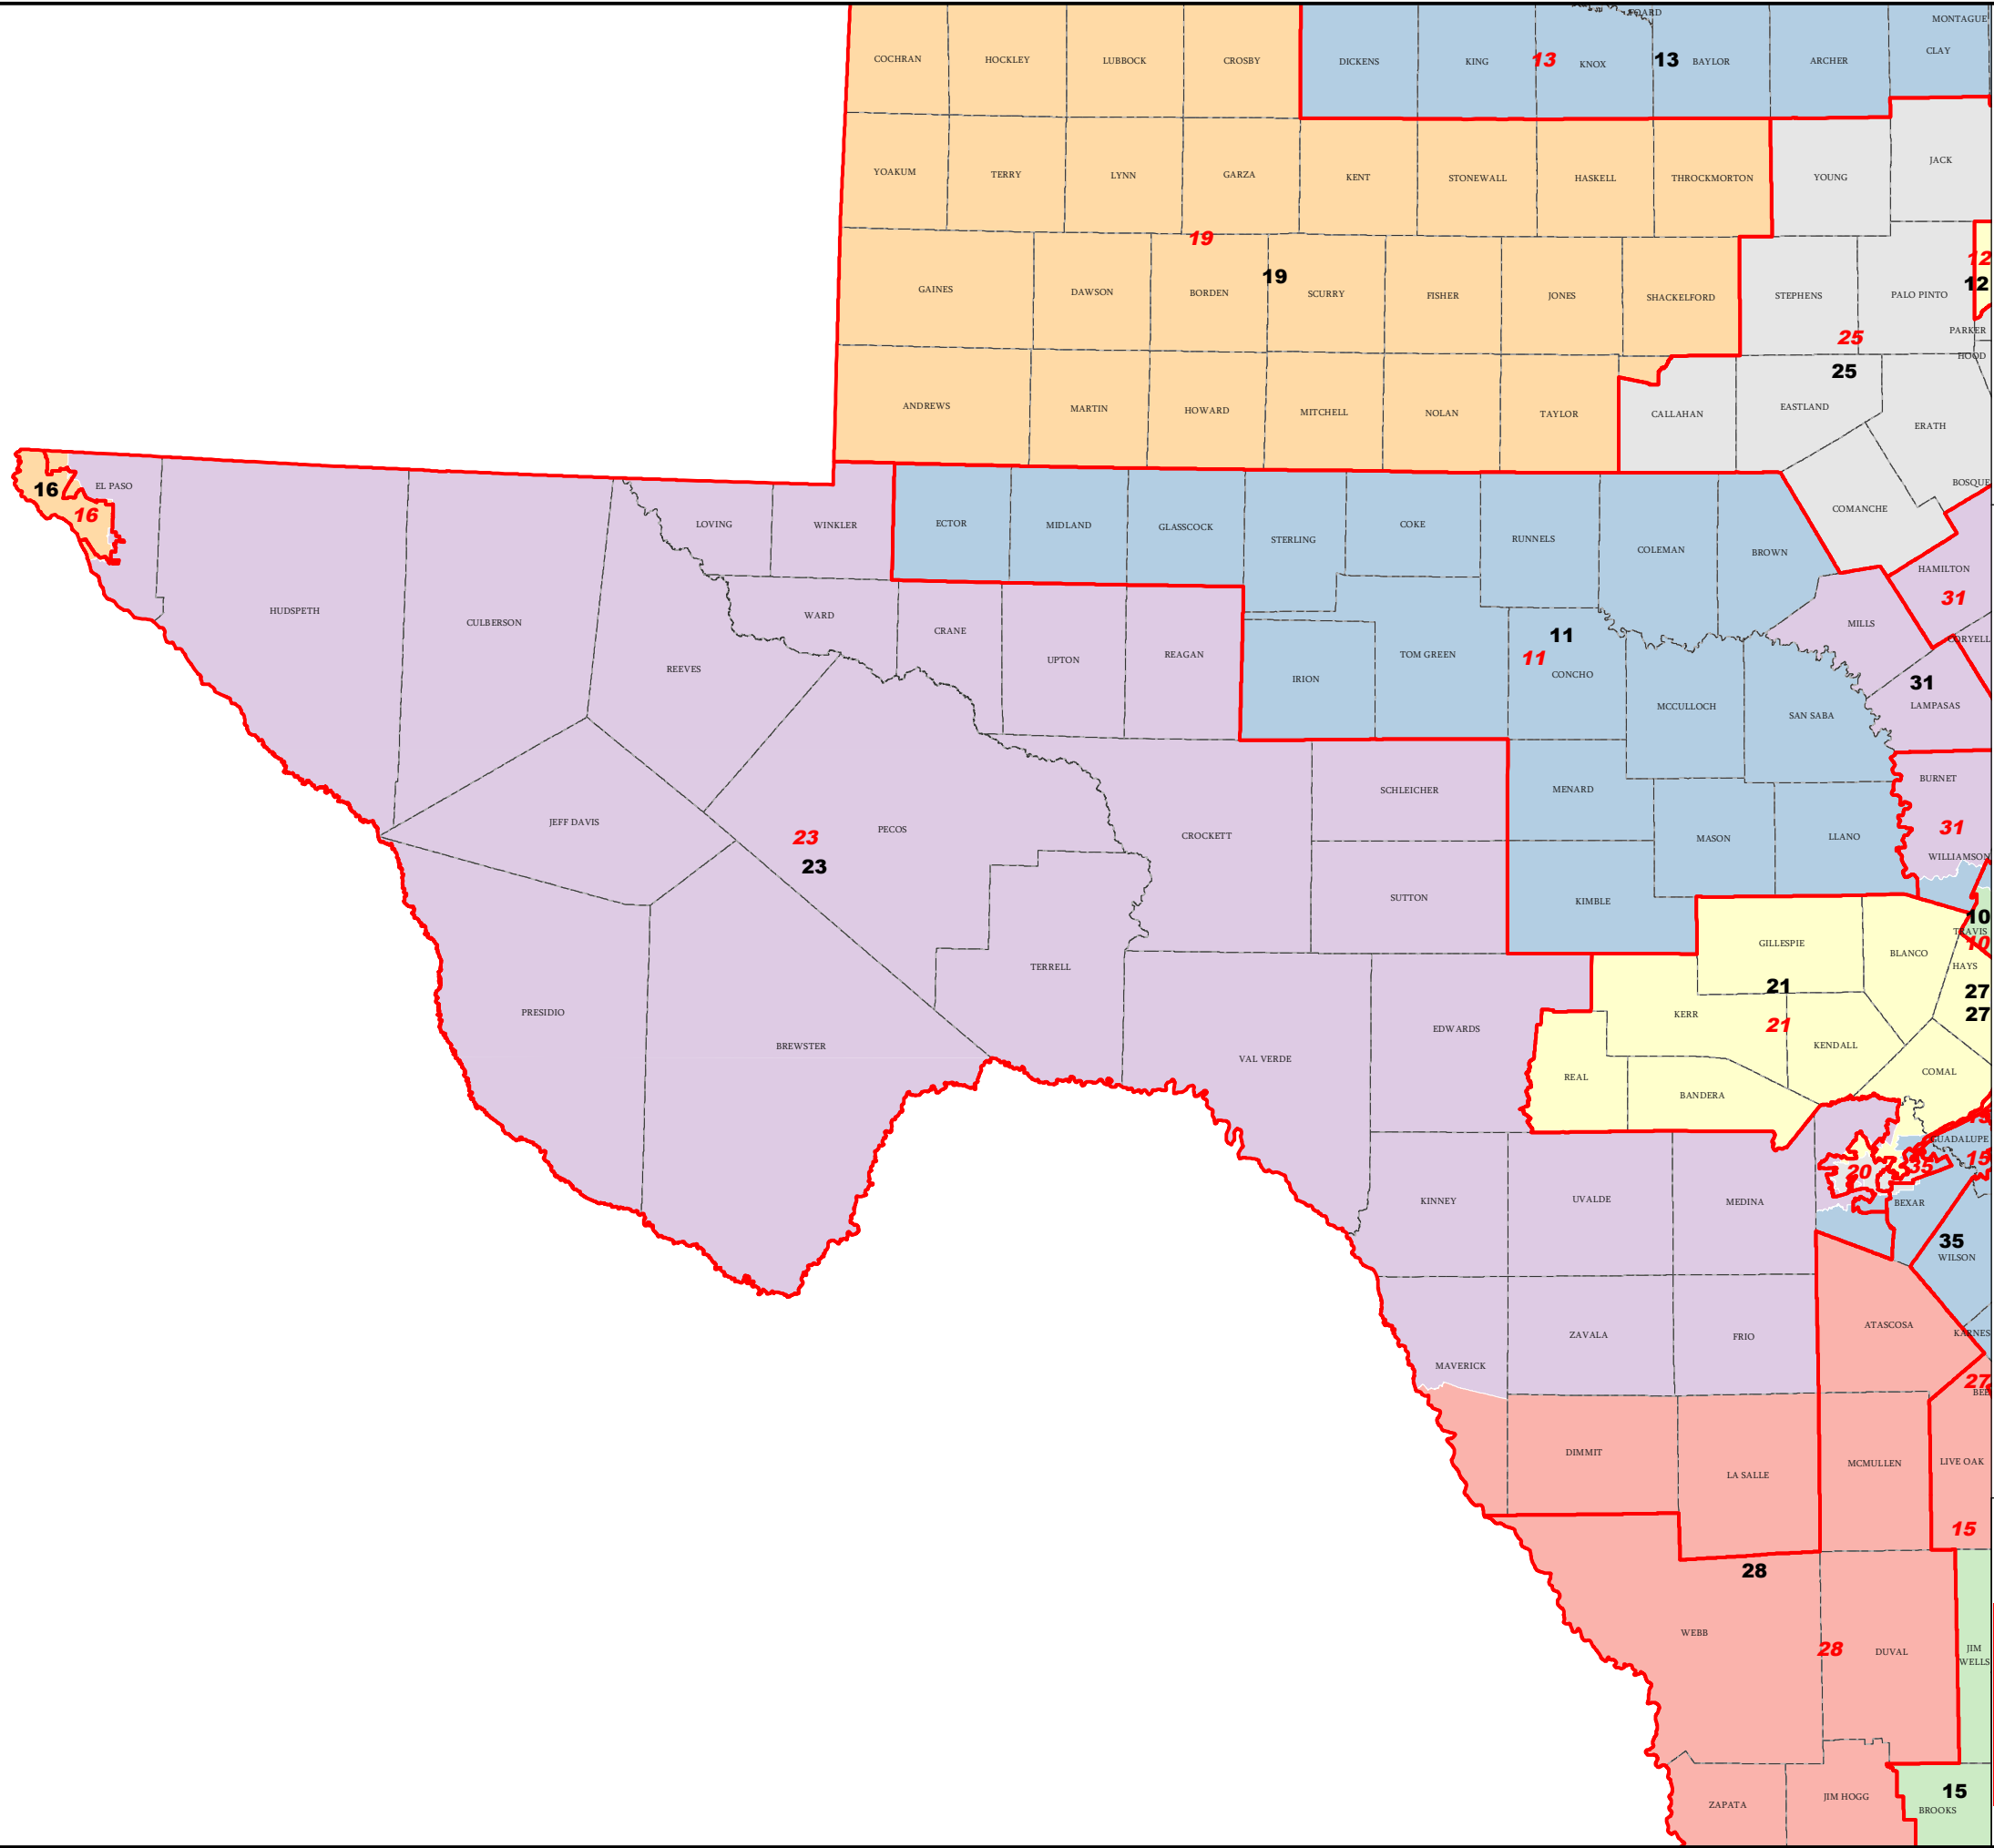 FOARD
MONTAGUE
COCHRAN
HOCKLEY
LUBBOCK
CROSBY
DICKENS
KING
13
KNOX
13
BAYLOR
ARCHER
CLAY
YOAKUM
TERRY
LYNN
GARZA
KENT
STONEWALL
HASKELL
THROCKMORTON
YOUNG
JACK
19
19
12
12
GAINES
DAWSON
BORDEN
SCURRY
FISHER
JONES
SHACKELFORD
STEPHENS
PALO PINTO
25
PARKER
HOOD
25
ANDREWS
MARTIN
HOWARD
MITCHELL
NOLAN
TAYLOR
CALLAHAN
EASTLAND
ERATH
16
EL PASO
16
BOSQUE
LOVING
WINKLER
ECTOR
MIDLAND
GLASSCOCK
STERLING
COKE
RUNNELS
COLEMAN
BROWN
COMANCHE
HAMILTON
31
HUDSPETH
CULBERSON
REEVES
WARD
CRANE
UPTON
REAGAN
IRION
TOM GREEN
11
11
CONCHO
MCCULLOCH
SAN SABA
MILLS
CORYELL
31
LAMPASAS
JEFF DAVIS
23
23
PECOS
CROCKETT
SCHLEICHER
MENARD
MASON
LLANO
BURNET
31
WILLIAMSON
SUTTON
KIMBLE
10
TRAVIS
10
GILLESPIE
BLANCO
HAYS
TERRELL
21
27
27
PRESIDIO
BREWSTER
VAL VERDE
EDWARDS
KERR
21
KENDALL
REAL
BANDERA
COMAL
15
GUADALUPE
20
35
15
KINNEY
UVALDE
MEDINA
BEXAR
35
WILSON
MAVERICK
ZAVALA
FRIO
ATASCOSA
KARNES
27
BEE
DIMMIT
LA SALLE
MCMULLEN
LIVE OAK
15
28
WEBB
28
DUVAL
JIM
WELLS
ZAPATA
JIM HOGG
15
BROOKS